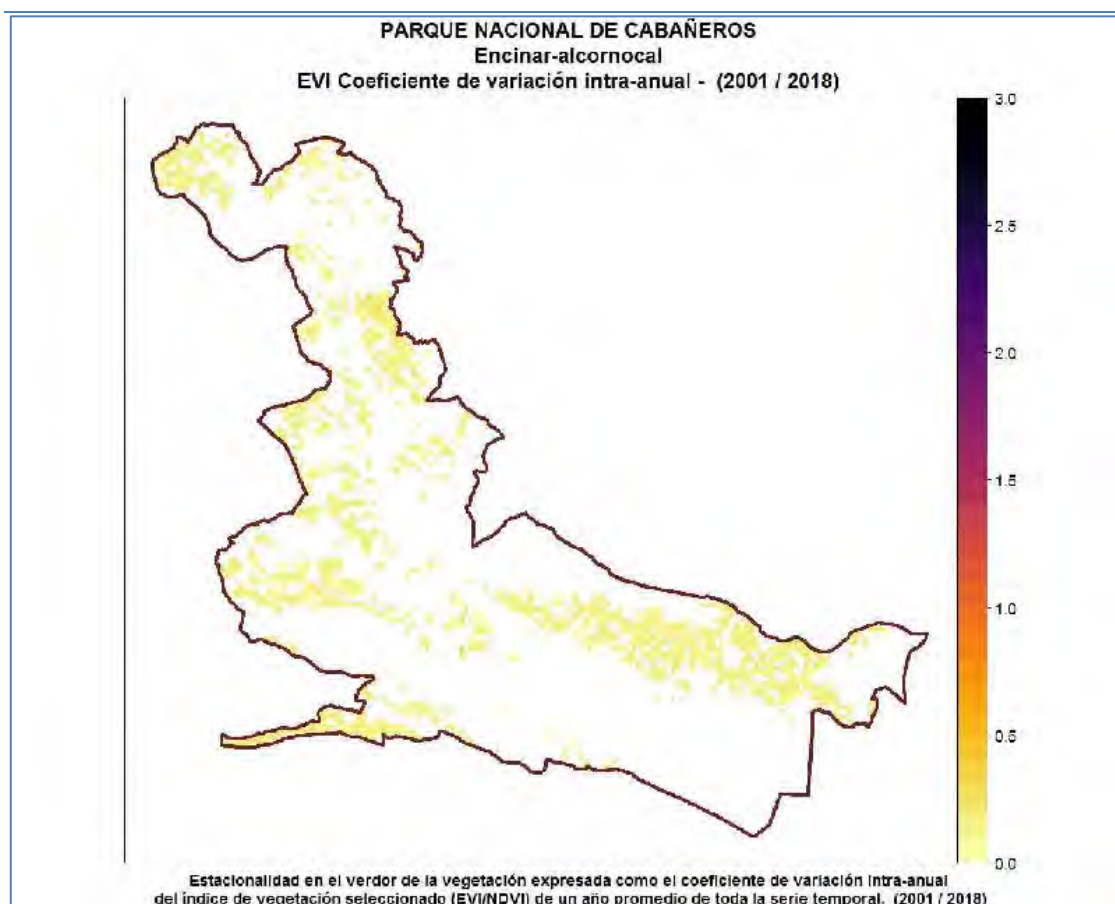 PARQUE NACIONAL DE CABAÑEROS
Encinar-alcornocal
EVI Coeficiente de variación intra-anual - (2001 / 2018)
3.0
2.5
2.0
1.5
1.0
0.5
0.0
Estacionalidad en el verdor de la vegetación expresada como el coeficiente de variación intra-anual
del índice de vegetación seleccionado (EVI/NDVI) de un año promedio de toda la serie temporal. (2001 / 2018)